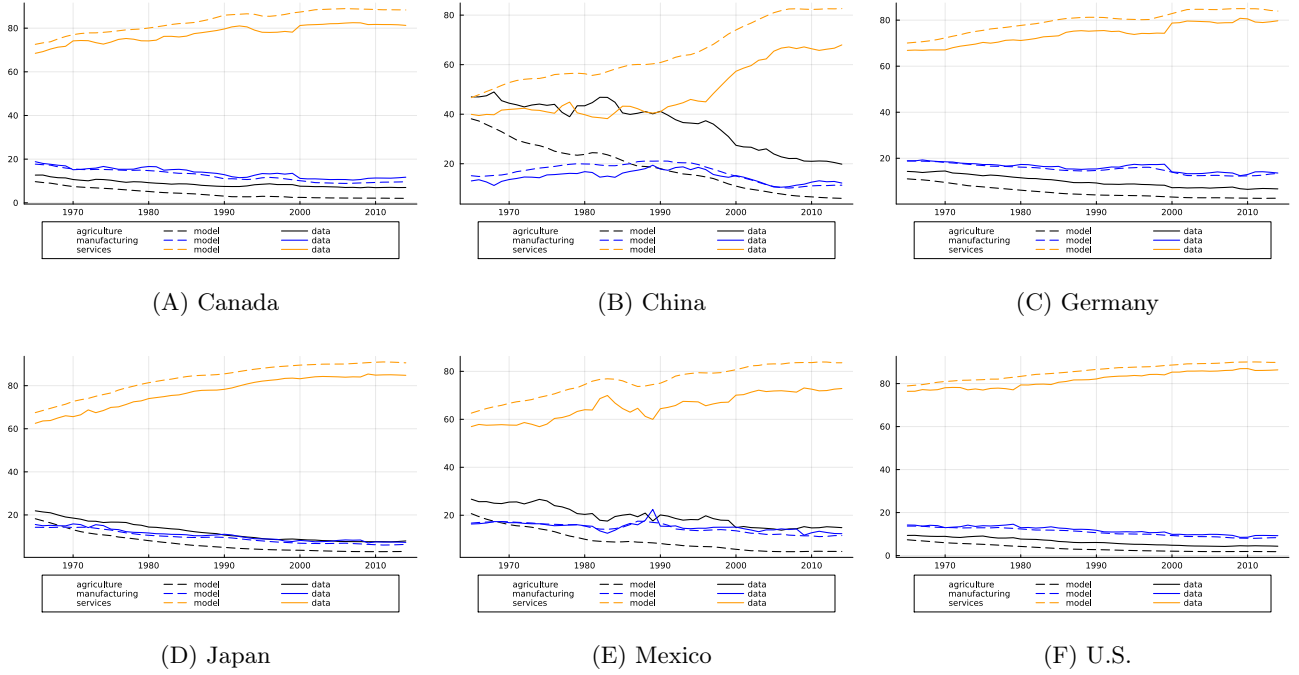 80
60
40
20
0
1970 1980 1990 2000 2010
agriculture model data
manufacturing model data
services model data
(A) Canada
80
60
40
20
1970 1980 1990 2000 2010
agriculture model data
manufacturing model data
services model data
(B) China
80
60
40
20
1970 1980 1990 2000 2010
agriculture model data
manufacturing model data
services model data
(C) Germany
80
60
40
20
1970 1980 1990 2000 2010
agriculture model data
manufacturing model data
services model data
(D) Japan
80
60
40
20
1970 1980 1990 2000 2010
agriculture model data
manufacturing model data
services model data
(E) Mexico
80
60
40
20
0
1970 1980 1990 2000 2010
agriculture model data
manufacturing model data
services model data
(F) U.S.